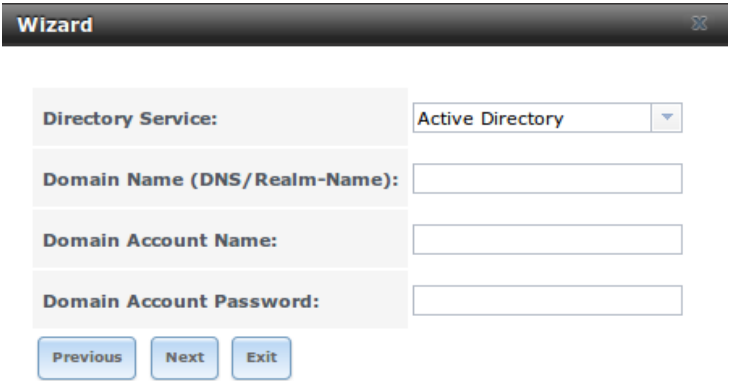 Wizard
Directory Service: Active Directory
Domain Name (DNS/Realm-Name):
Domain Account Name:
Domain Account Password:
Previous Next Exit